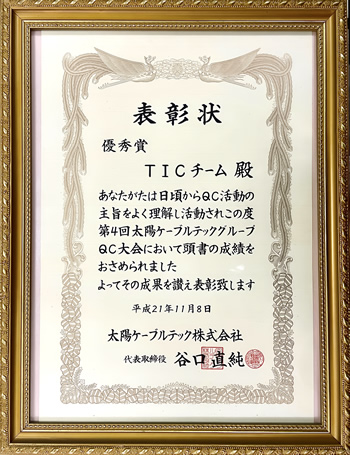 表彰状
優秀賞
TICチーム 殿
あなたがたは日頃からQC活動の
主旨をよく理解し活動されこの度
第4回太陽ケーブルテックグループ
QC大会において頭書の成績を
おさめられました
よってその成果を讃え表彰致します
平成21年11月8日
太陽ケーブルテック株式会社
代表取締役 谷口直純